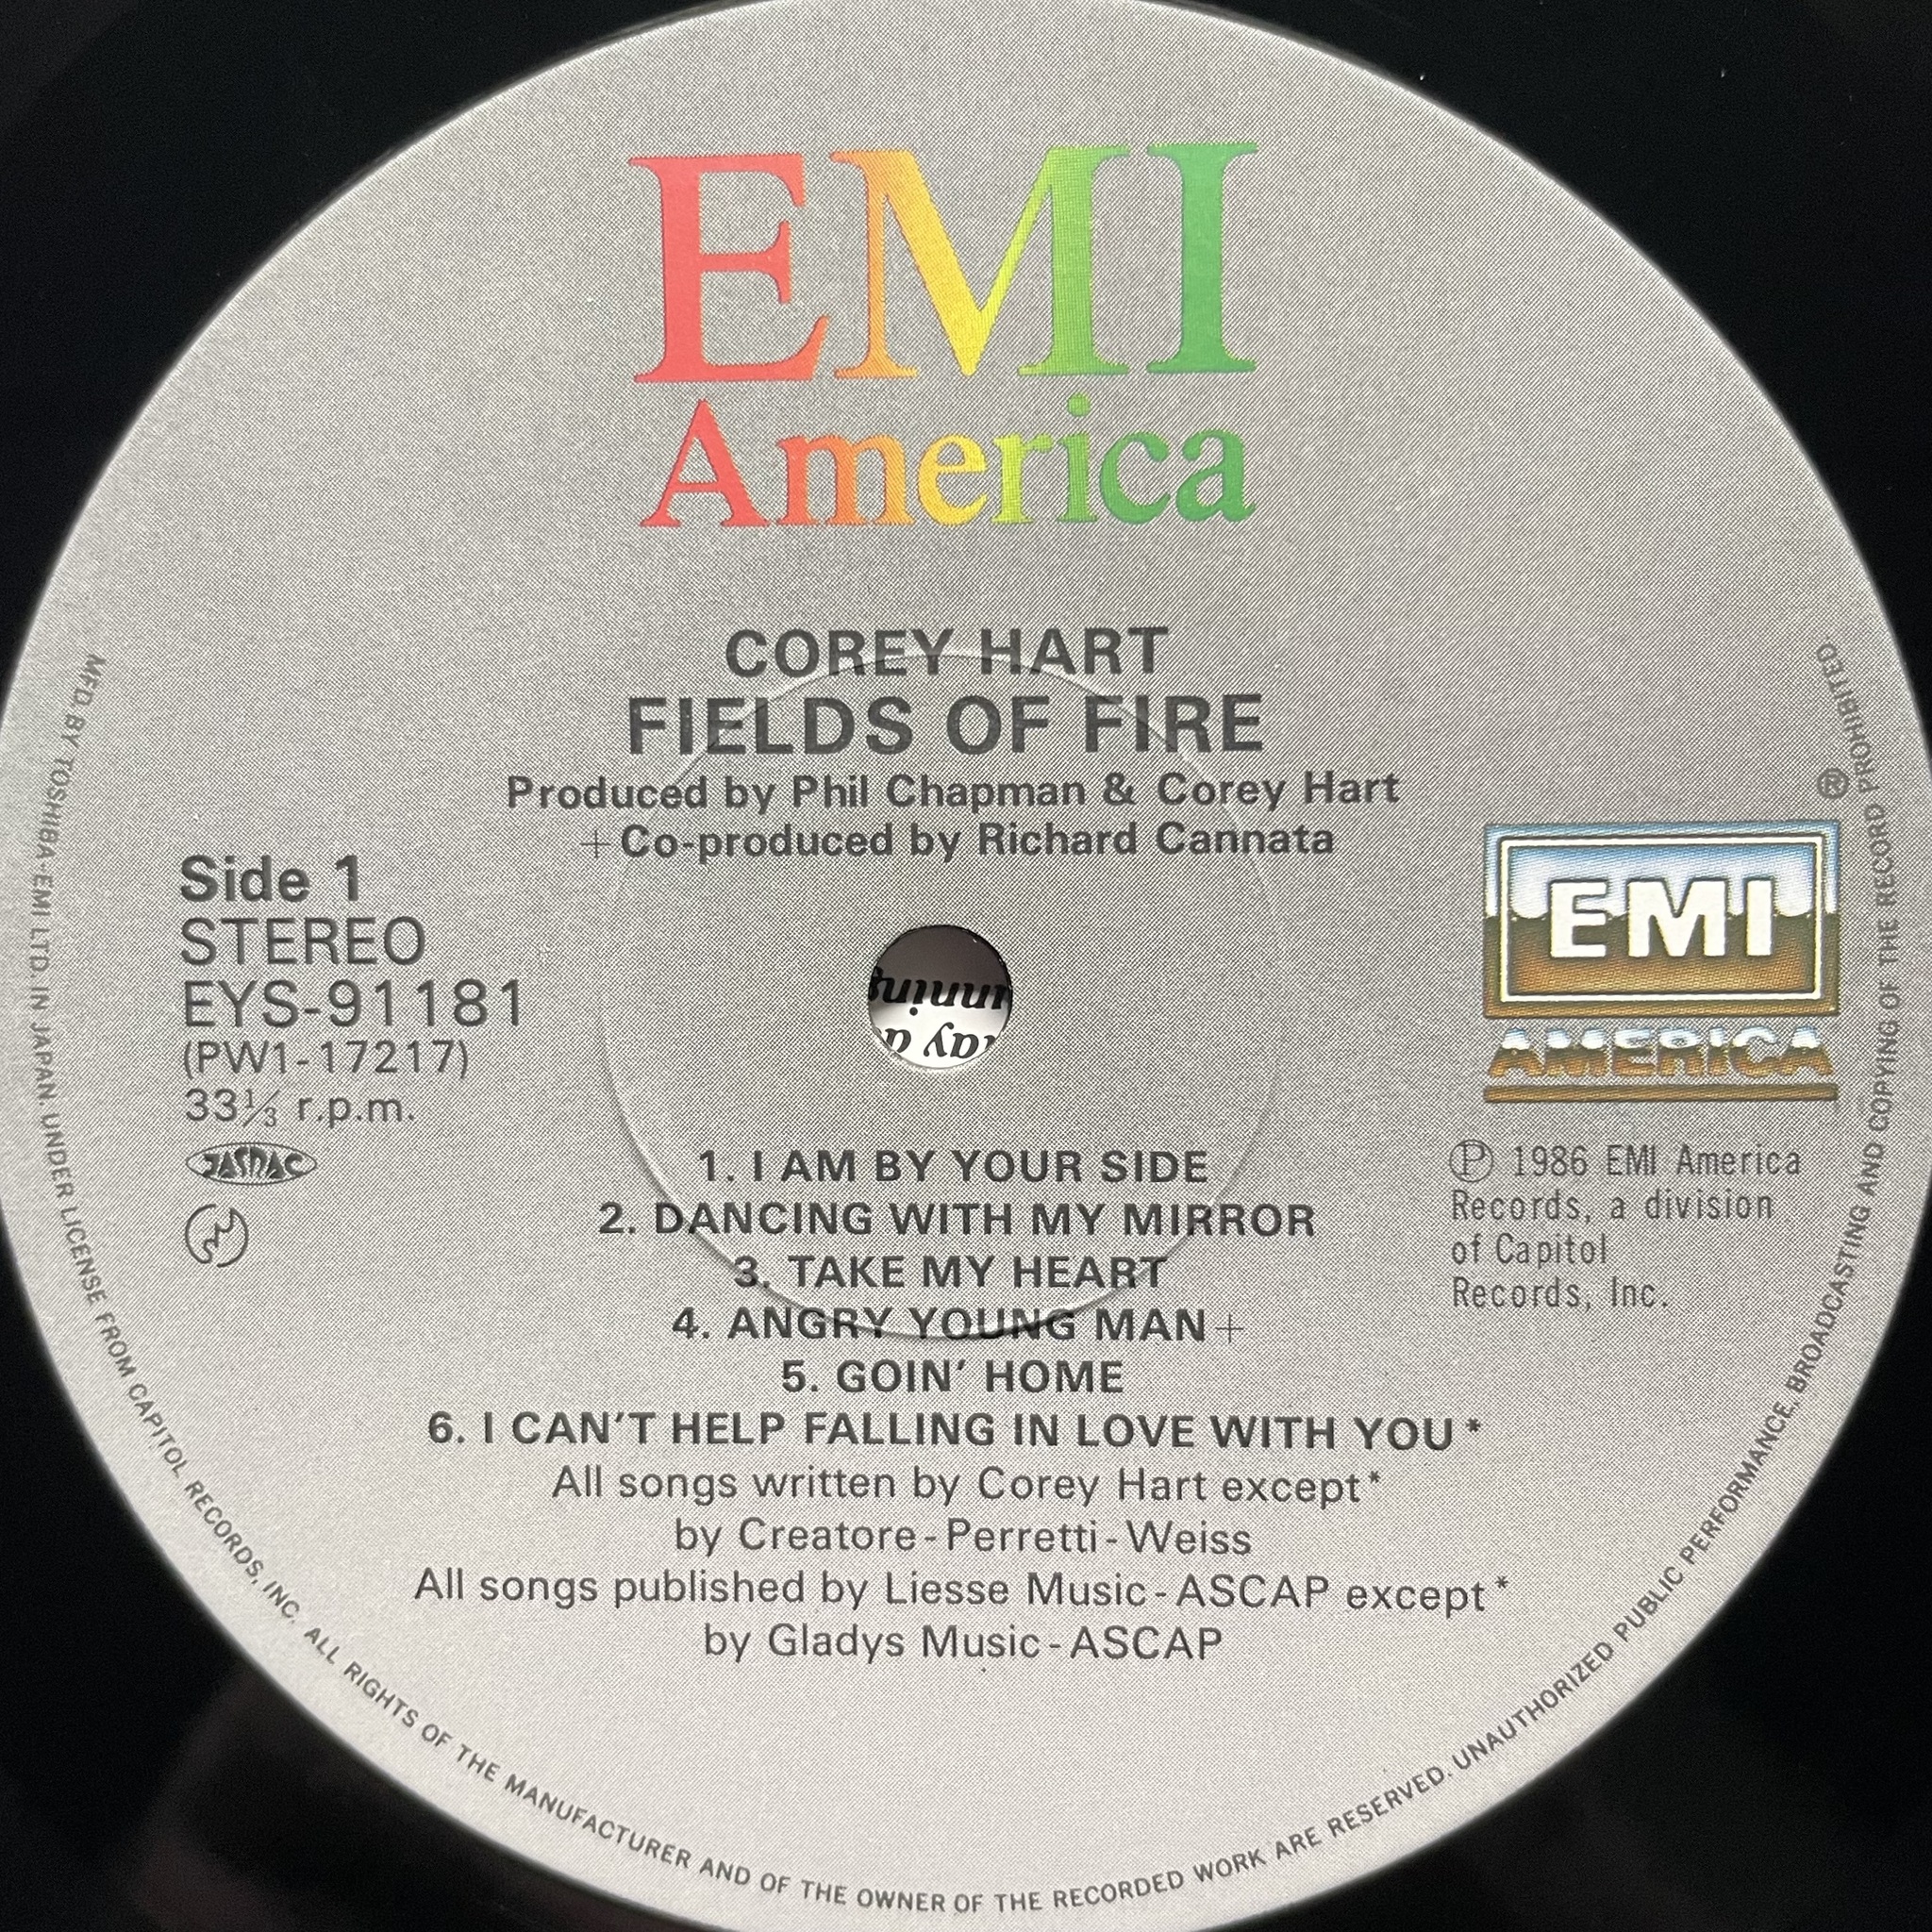 EMI
America
COREY HART
FIELDS OF FIRE
Produced by Phil Chapman & Corey Hart
+Co-produced by Richard Cannata
Side 1
STEREO
EYS-91181
(PW1-17217)
33⅓ r.p.m.
JASRAC
®
EMI
AMERICA
℗ 1986 EMI America
Records, a division
of Capitol
Records, Inc.
1. I AM BY YOUR SIDE
2. DANCING WITH MY MIRROR
3. TAKE MY HEART
4. ANGRY YOUNG MAN+
5. GOIN' HOME
6. I CAN'T HELP FALLING IN LOVE WITH YOU*
All songs written by Corey Hart except*
by Creatore-Perretti-Weiss
All songs published by Liesse Music-ASCAP except*
by Gladys Music-ASCAP
MFD. BY TOSHIBA-EMI LTD. IN JAPAN. UNDER LICENSE FROM CAPITOL RECORDS, INC. ALL RIGHTS OF THE MANUFACTURER AND OF THE OWNER OF THE RECORDED WORK ARE RESERVED. UNAUTHORIZED PUBLIC PERFORMANCE, BROADCASTING AND COPYING OF THE RECORD PROHIBITED.